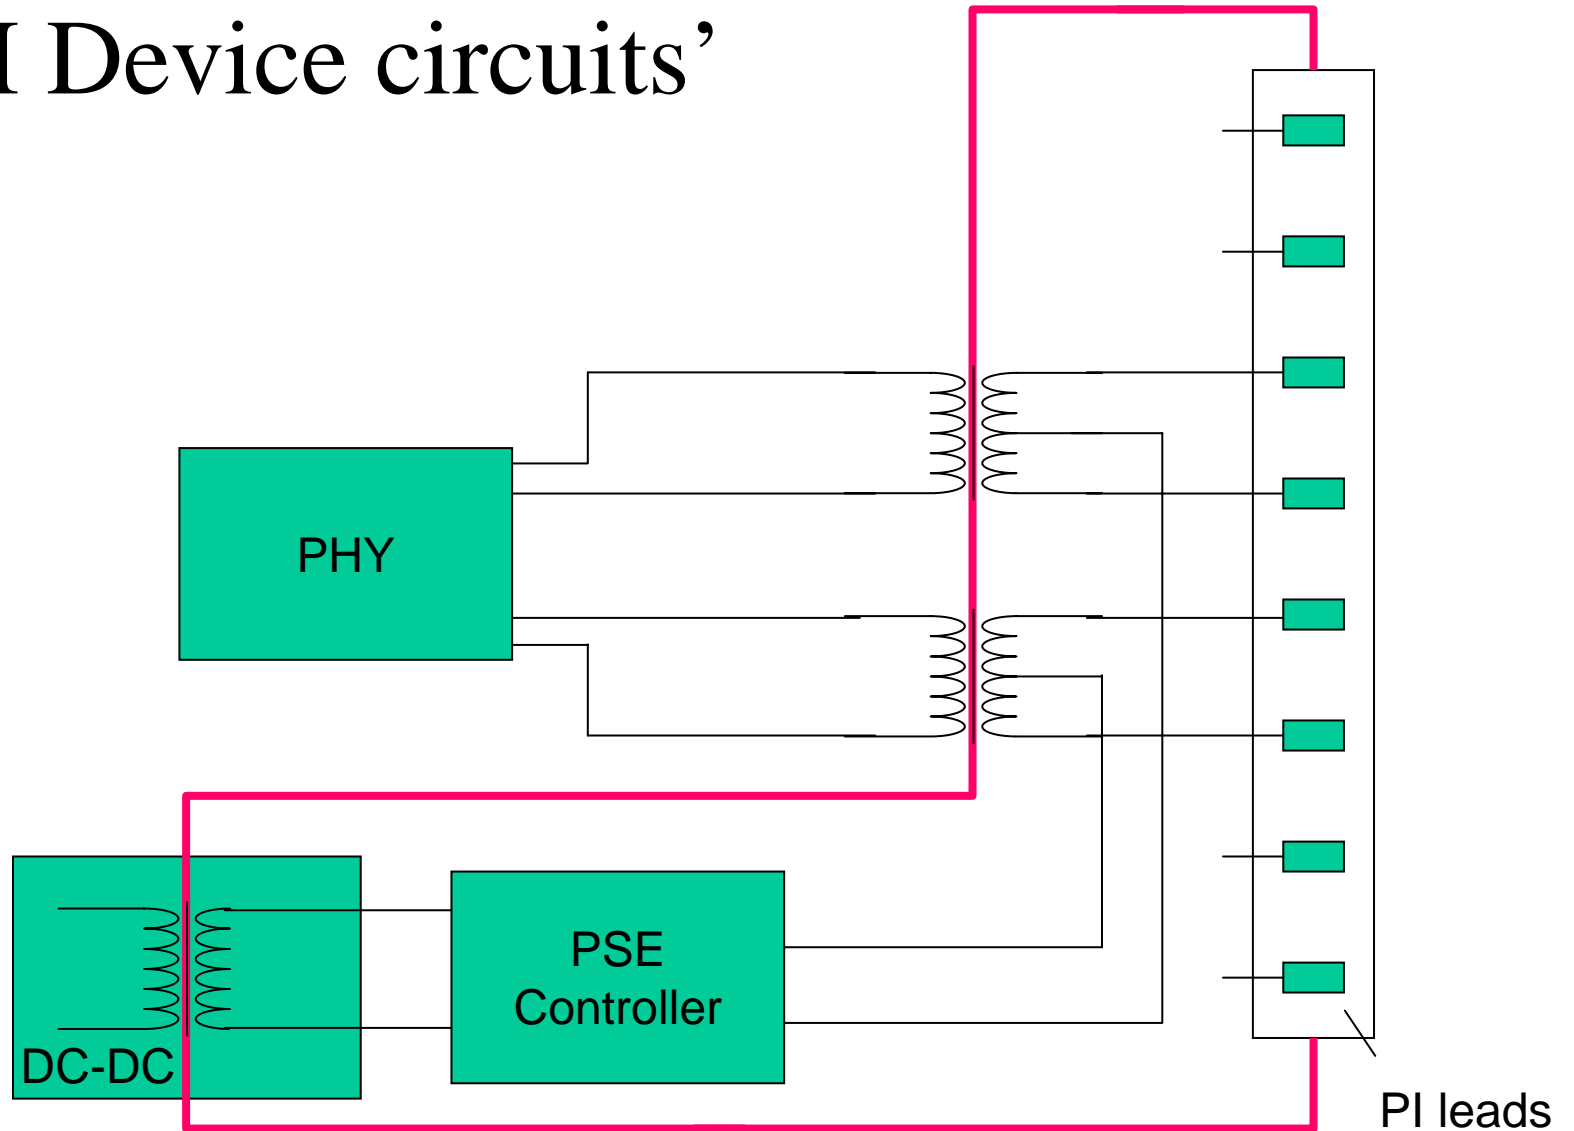 I Device circuits’
PHY
PSE
Controller
DC-DC
PI leads